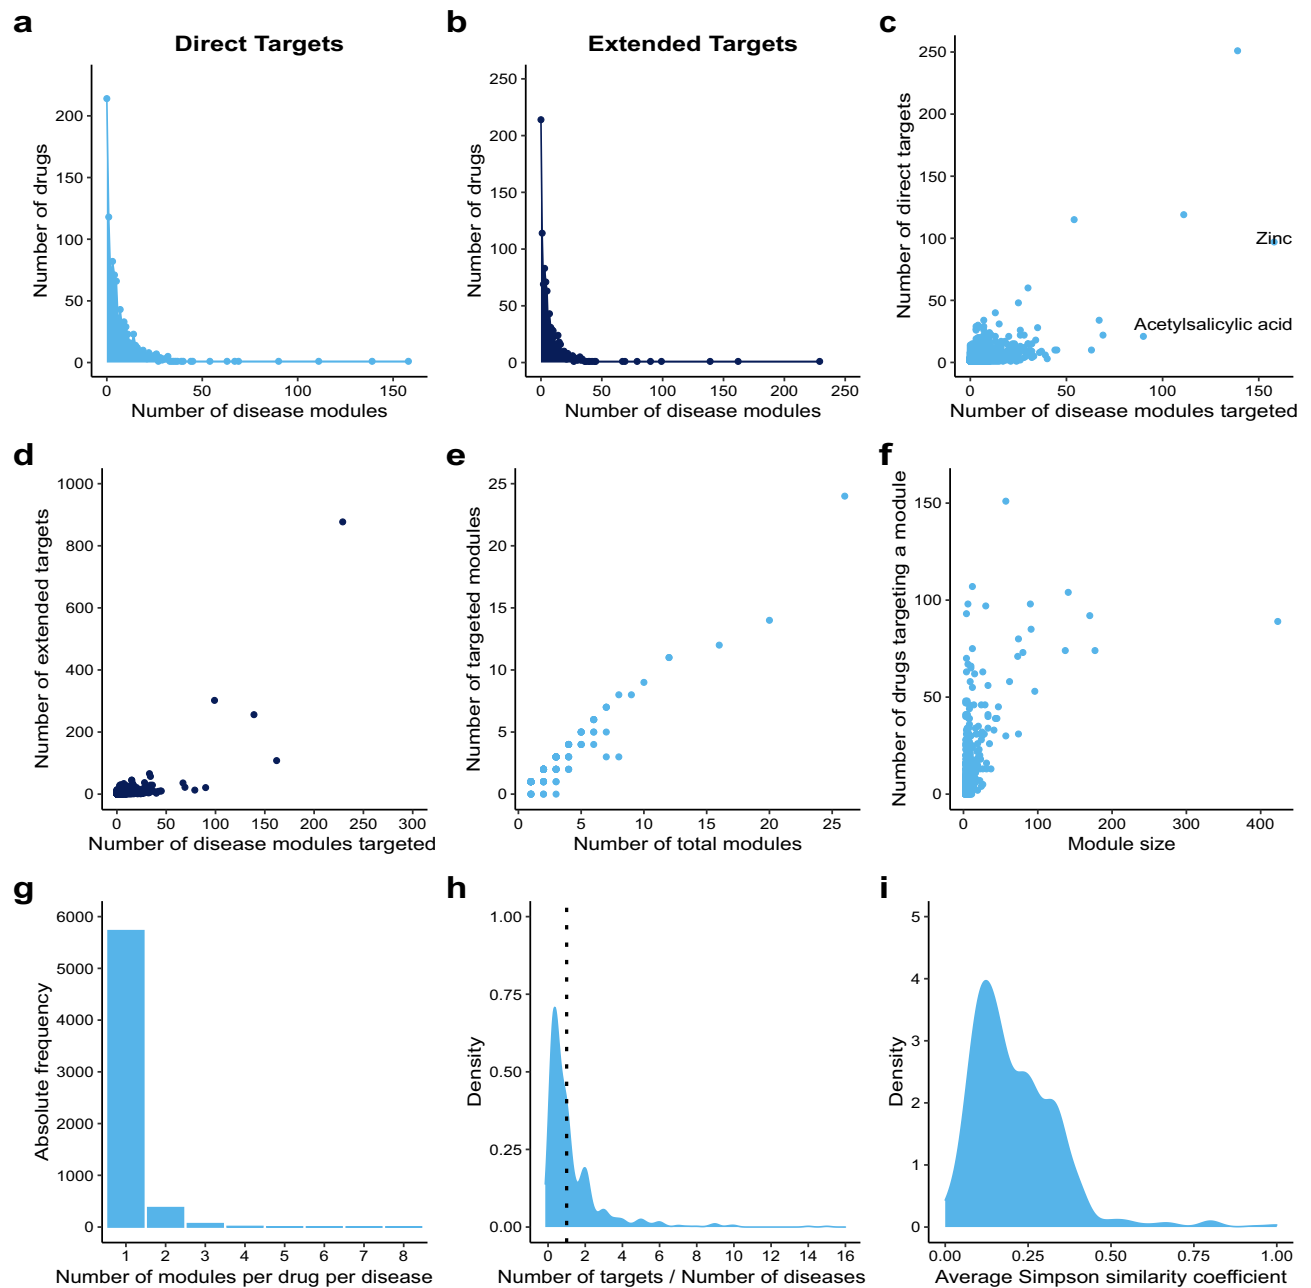 a
Direct Targets
Number of drugs
200
150
100
50
0
0 50 100 150
Number of disease modules
b
Extended Targets
Number of drugs
250
200
150
100
50
0
0 50 100 150 200 250
Number of disease modules
c
Number of direct targets
250
200
150
100
50
0
Zinc
Acetylsalicylic acid
0 50 100 150
Number of disease modules targeted
d
Number of extended targets
1000
800
600
400
200
0
0 50 100 150 200 250 300
Number of disease modules targeted
e
Number of targeted modules
25
20
15
10
5
0
0 5 10 15 20 25
Number of total modules
f
Number of drugs targeting a module
150
100
50
0
0 100 200 300 400
Module size
g
Absolute frequency
6000
5000
4000
3000
2000
1000
0
1 2 3 4 5 6 7 8
Number of modules per drug per disease
h
Density
1.00
0.75
0.50
0.25
0.00
0 2 4 6 8 10 12 14 16
Number of targets / Number of diseases
i
Density
5
4
3
2
1
0
0.00 0.25 0.50 0.75 1.00
Average Simpson similarity coefficient